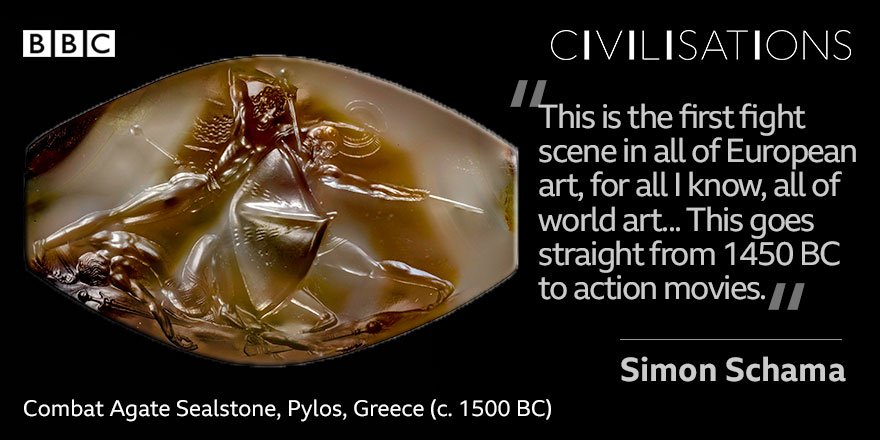 BBC
CIVILISATIONS
"This is the first fight
scene in all of European
art, for all I know, all of
world art... This goes
straight from 1450 BC
to action movies."
Simon Schama
Combat Agate Sealstone, Pylos, Greece (c. 1500 BC)